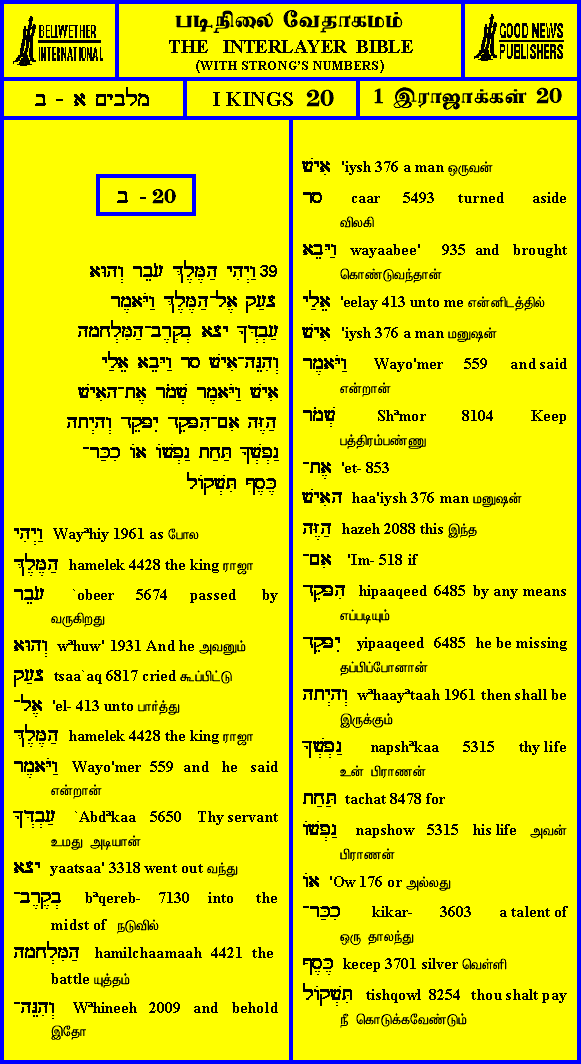 BELLWETHER
INTERNATIONAL
படிநிலை வேதாகமம்
THE INTERLAYER BIBLE
(WITH STRONG'S NUMBERS)
GOOD NEWS
PUBLISHERS
מלבים א - ב
I KINGS 20
1 இராஜாக்கள் 20
ב - 20
39 וַיְהִי הַמֶּלֶךְ עֹבֵר וְהוּא
צָעַק אֶל־הַמֶּלֶךְ וַיֹּאמֶר
עַבְדְּךָ יָצָא בְקֶרֶב־הַמִּלְחָמָה
וְהִנֵּה־אִישׁ סָר וַיָּבֵא אֵלַי
אִישׁ וַיֹּאמֶר שְׁמֹר אֶת־הָאִישׁ
הַזֶּה אִם־הִפָּקֵד יִפָּקֵד וְהָיְתָה
נַפְשְׁךָ תַּחַת נַפְשׁוֹ אוֹ כִכַּר־
כֶּסֶף תִּשְׁקוֹל
וַיְהִי Wayªhiy 1961 as போல
הַמֶּלֶךְ hamelek 4428 the king ராஜா
עֹבֵר `obeer 5674 passed by
வருகிறது
וְהוּא wªhuw' 1931 And he அவனும்
צָעַק tsaa`aq 6817 cried கூப்பிட்டு
אֶל־ 'el- 413 unto பார்த்து
הַמֶּלֶךְ hamelek 4428 the king ராஜா
וַיֹּאמֶר Wayo'mer 559 and he said
என்றான்
עַבְדְּךָ `Abdªkaa 5650 Thy servant
உமது அடியான்
יָצָא yaatsaa' 3318 went out வந்து
בְקֶרֶב־ bªqereb- 7130 into the
midst of நடுவில்
הַמִּלְחָמָה hamilchaamaah 4421 the
battle யுத்தம்
וְהִנֵּה־ Wªhineeh 2009 and behold
இதோ
אִישׁ 'iysh 376 a man ஒருவன்
סָר caar 5493 turned aside
விலகி
וַיָּבֵא wayaabee' 935 and brought
கொண்டுவந்தான்
אֵלַי 'eelay 413 unto me என்னிடத்தில்
אִישׁ 'iysh 376 a man மனுஷன்
וַיֹּאמֶר Wayo'mer 559 and said
என்றான்
שְׁמֹר Shªmor 8104 Keep
பத்திரம்பண்ணு
אֶת־ 'et- 853
הָאִישׁ haa'iysh 376 man மனுஷன்
הַזֶּה hazeh 2088 this இந்த
אִם־ 'Im- 518 if
הִפָּקֵד hipaaqeed 6485 by any means
எப்படியும்
יִפָּקֵד yipaaqeed 6485 he be missing
தப்பிப்போனான்
וְהָיְתָה wªhaayªtaah 1961 then shall be
இருக்கும்
נַפְשְׁךָ napshªkaa 5315 thy life
உன் பிராணன்
תַּחַת tachat 8478 for
נַפְשׁוֹ napshow 5315 his life அவன்
பிராணன்
אוֹ 'Ow 176 or அல்லது
כִכַּר־ kikar- 3603 a talent of
ஒரு தாலந்து
כֶּסֶף kecep 3701 silver வெள்ளி
תִּשְׁקוֹל tishqowl 8254 thou shalt pay
நீ கொடுக்கவேண்டும்